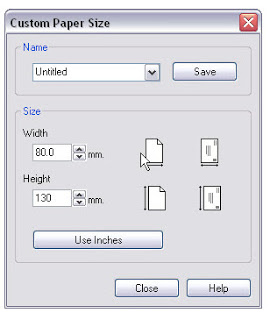 Custom Paper Size
Name
Untitled
Save
Size
Width
80.0 mm.
Height
130 mm.
Use Inches
Close
Help